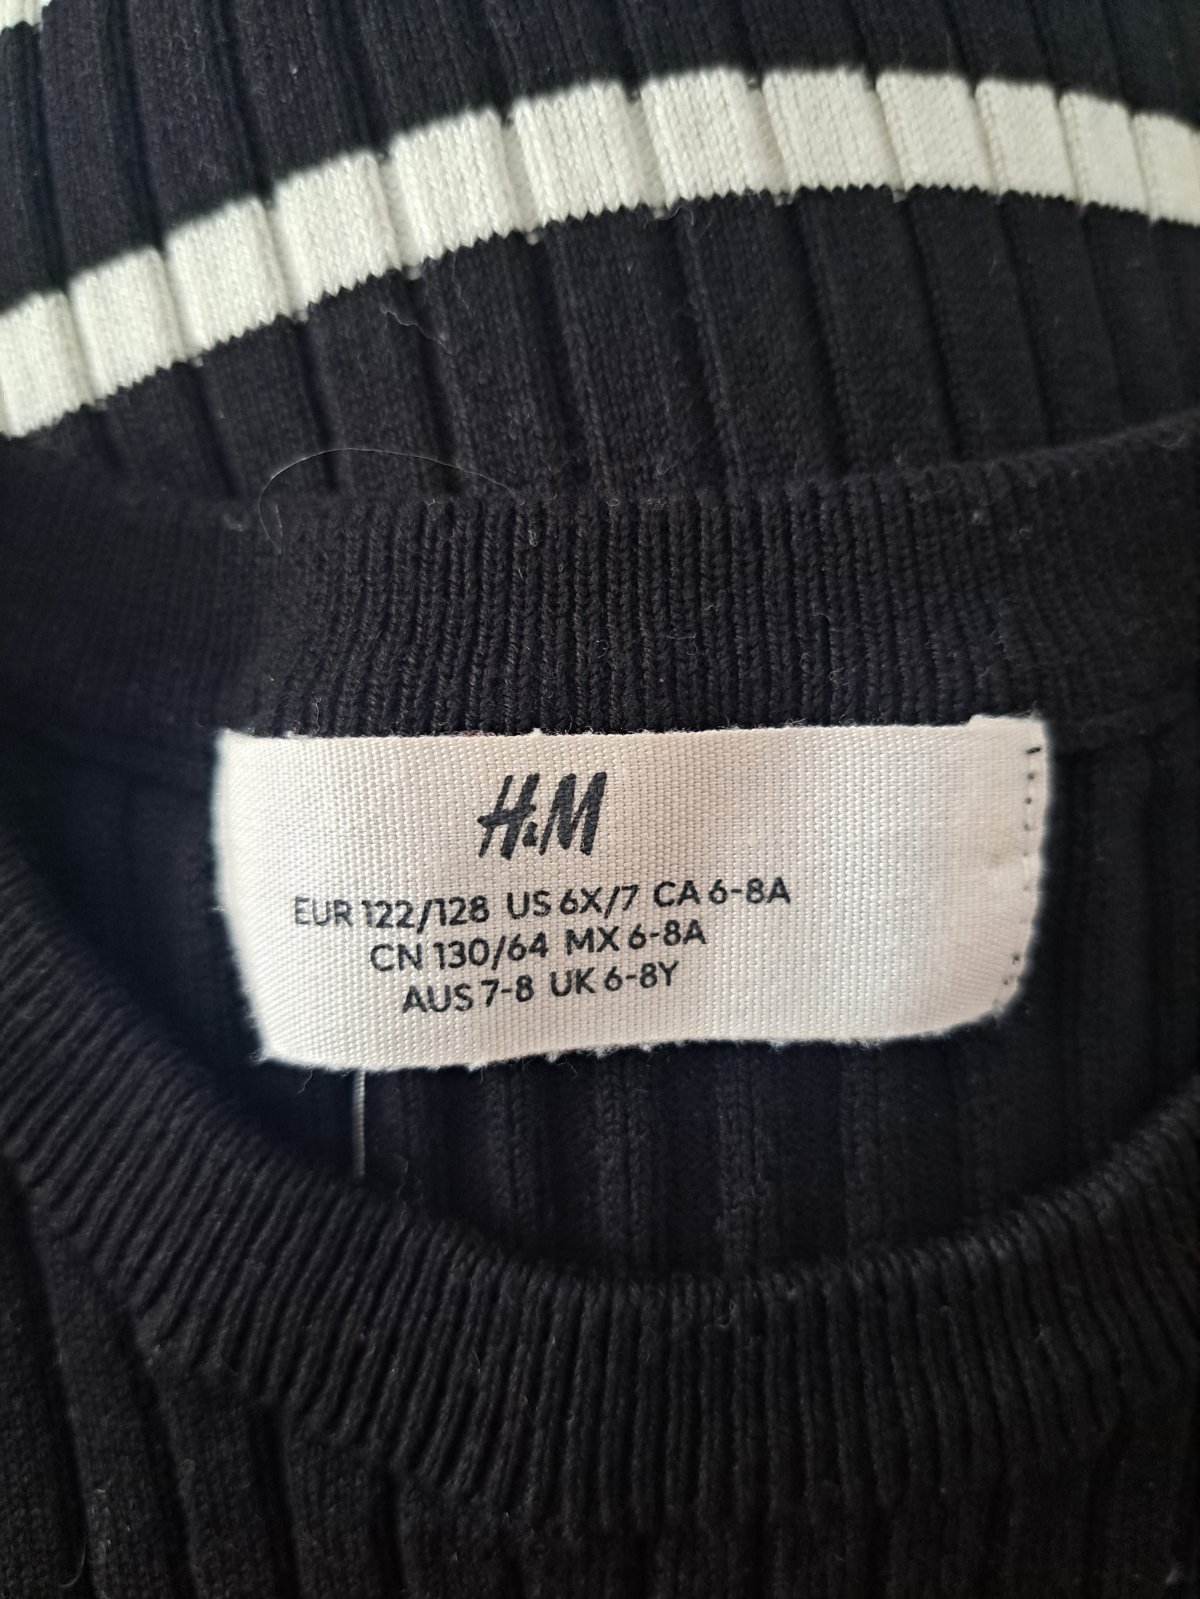 H&M
EUR 122/128 US 6X/7 CA 6-8A
CN 130/64 MX 6-8A
AUS 7-8 UK 6-8Y